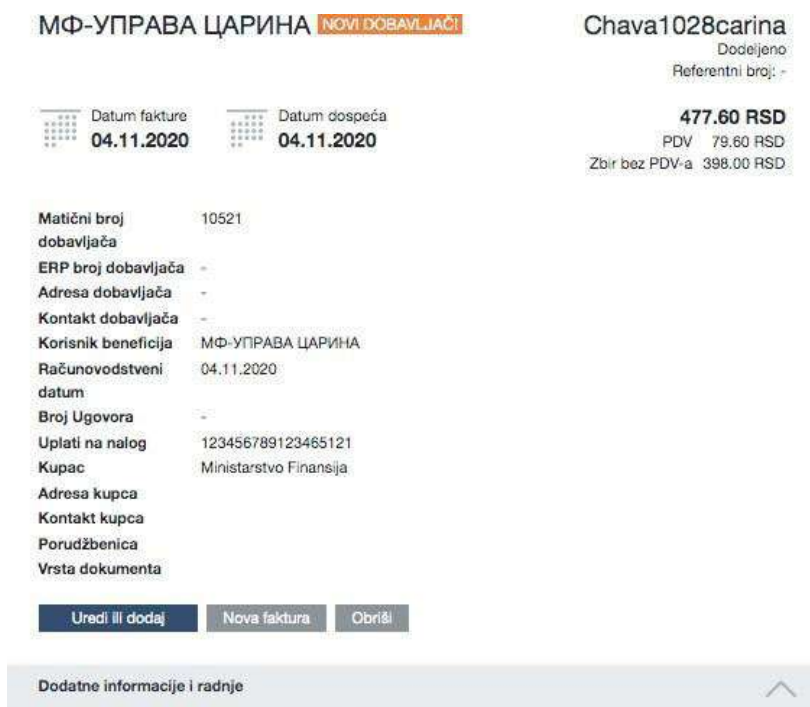 МФ-УПРАВА ЦАРИНА NOVI DOBAVLJAČ!
Chava1028carina
Dodeljeno
Referentni broj: -
Datum fakture
04.11.2020
Datum dospeća
04.11.2020
477.60 RSD
PDV 79.60 RSD
Zbir bez PDV-a 398.00 RSD
Matični broj dobavljača 10521
ERP broj dobavljača -
Adresa dobavljača -
Kontakt dobavljača -
Korisnik beneficija МФ-УПРАВА ЦАРИНА
Računovodstveni datum 04.11.2020
Broj Ugovora -
Uplati na nalog 123456789123465121
Kupac Ministarstvo Finansija
Adresa kupca
Kontakt kupca
Porudžbenica
Vrsta dokumenta
Uredi ili dodaj Nova faktura Obriši
Dodatne informacije i radnje